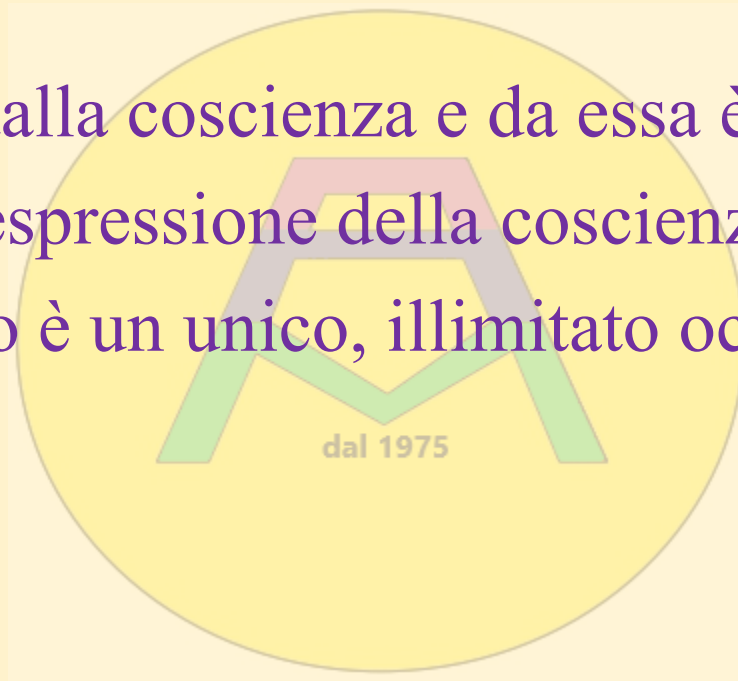 alla coscienza e da essa è
espressione della coscienz
o è un unico, illimitato oc
dal 1975